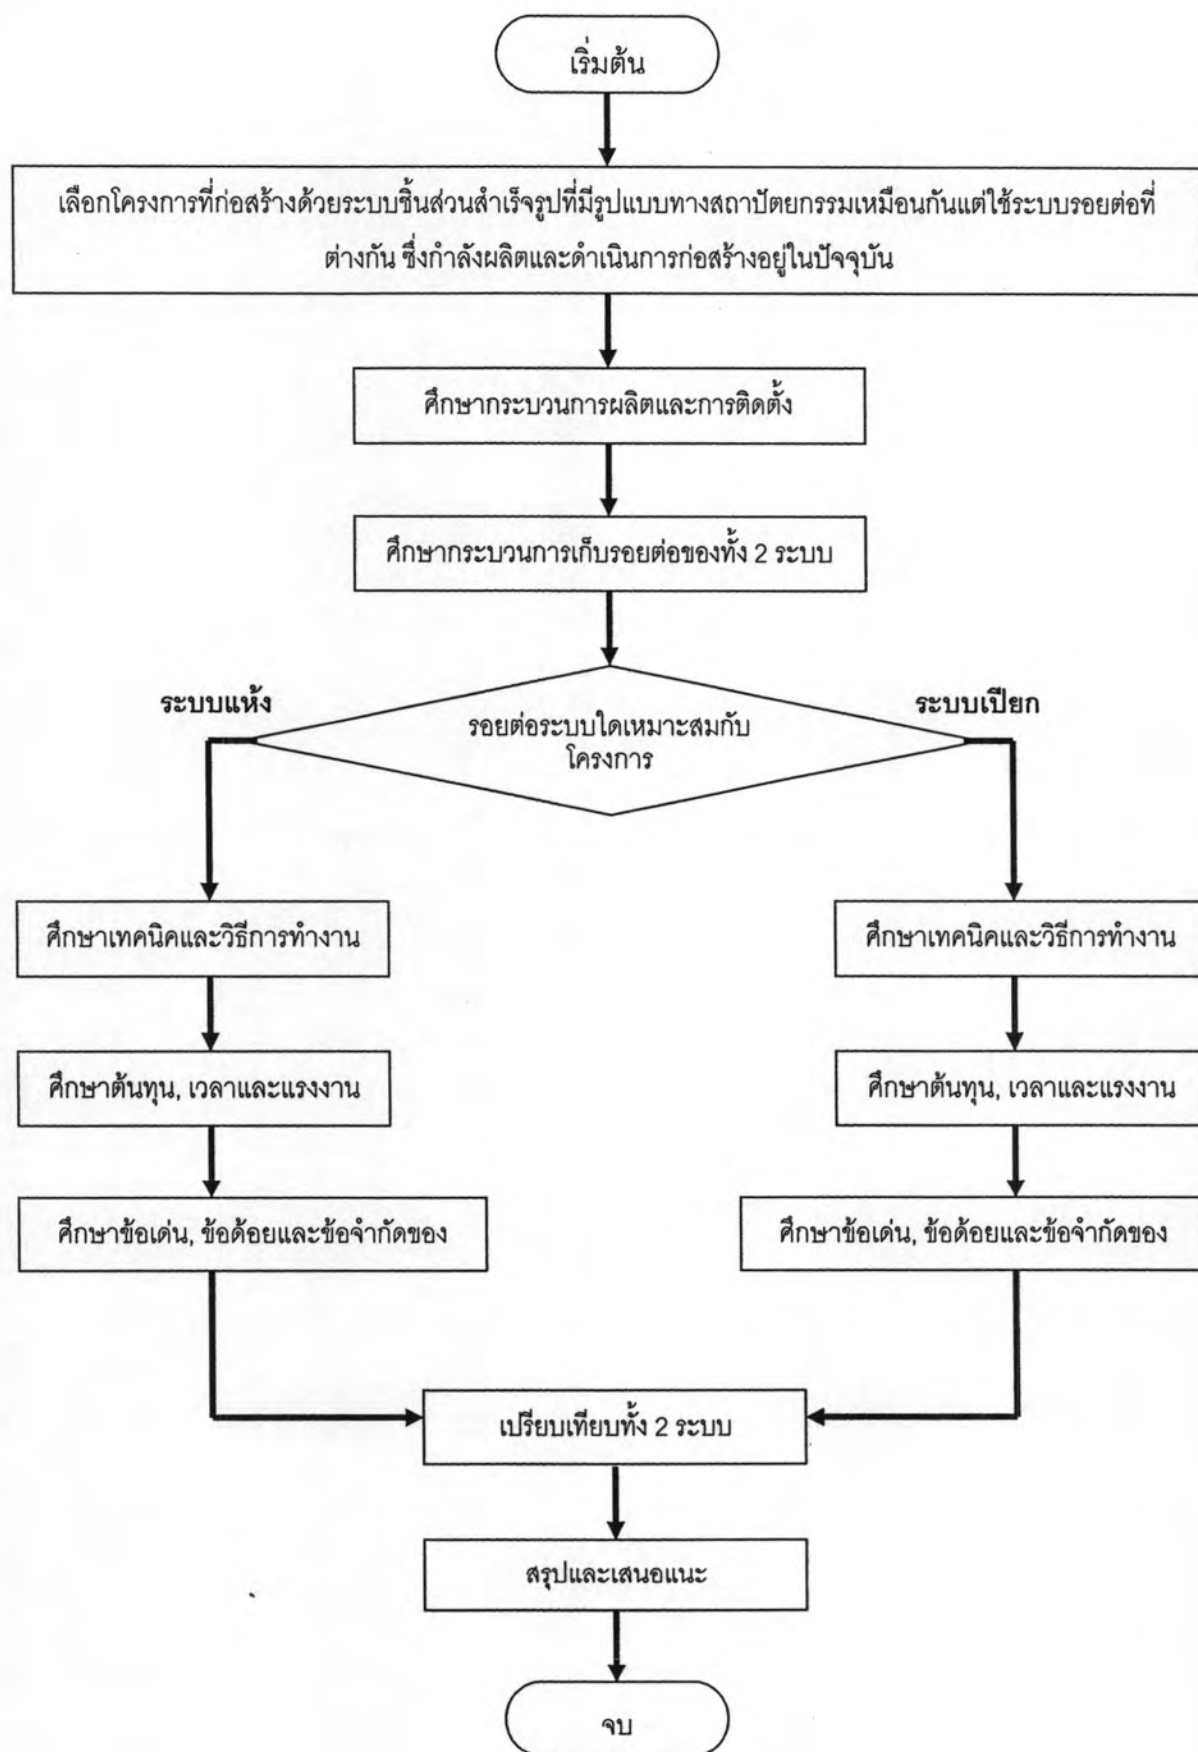 เริ่มต้น
เลือกโครงการที่ก่อสร้างด้วยระบบชิ้นส่วนสำเร็จรูปที่มีรูปแบบทางสถาปัตยกรรมเหมือนกันแต่ใช้ระบบรอยต่อที่
ต่างกัน ซึ่งกำลังผลิตและดำเนินการก่อสร้างอยู่ในปัจจุบัน
ศึกษากระบวนการผลิตและการติดตั้ง
ศึกษากระบวนการเก็บรอยต่อของทั้ง 2 ระบบ
ระบบแห้ง
ระบบเปียก
รอยต่อระบบใดเหมาะสมกับ
โครงการ
ศึกษาเทคนิคและวิธีการทำงาน
ศึกษาเทคนิคและวิธีการทำงาน
ศึกษาต้นทุน, เวลาและแรงงาน
ศึกษาต้นทุน, เวลาและแรงงาน
ศึกษาข้อเด่น, ข้อด้อยและข้อจำกัดของ
ศึกษาข้อเด่น, ข้อด้อยและข้อจำกัดของ
เปรียบเทียบทั้ง 2 ระบบ
สรุปและเสนอแนะ
จบ